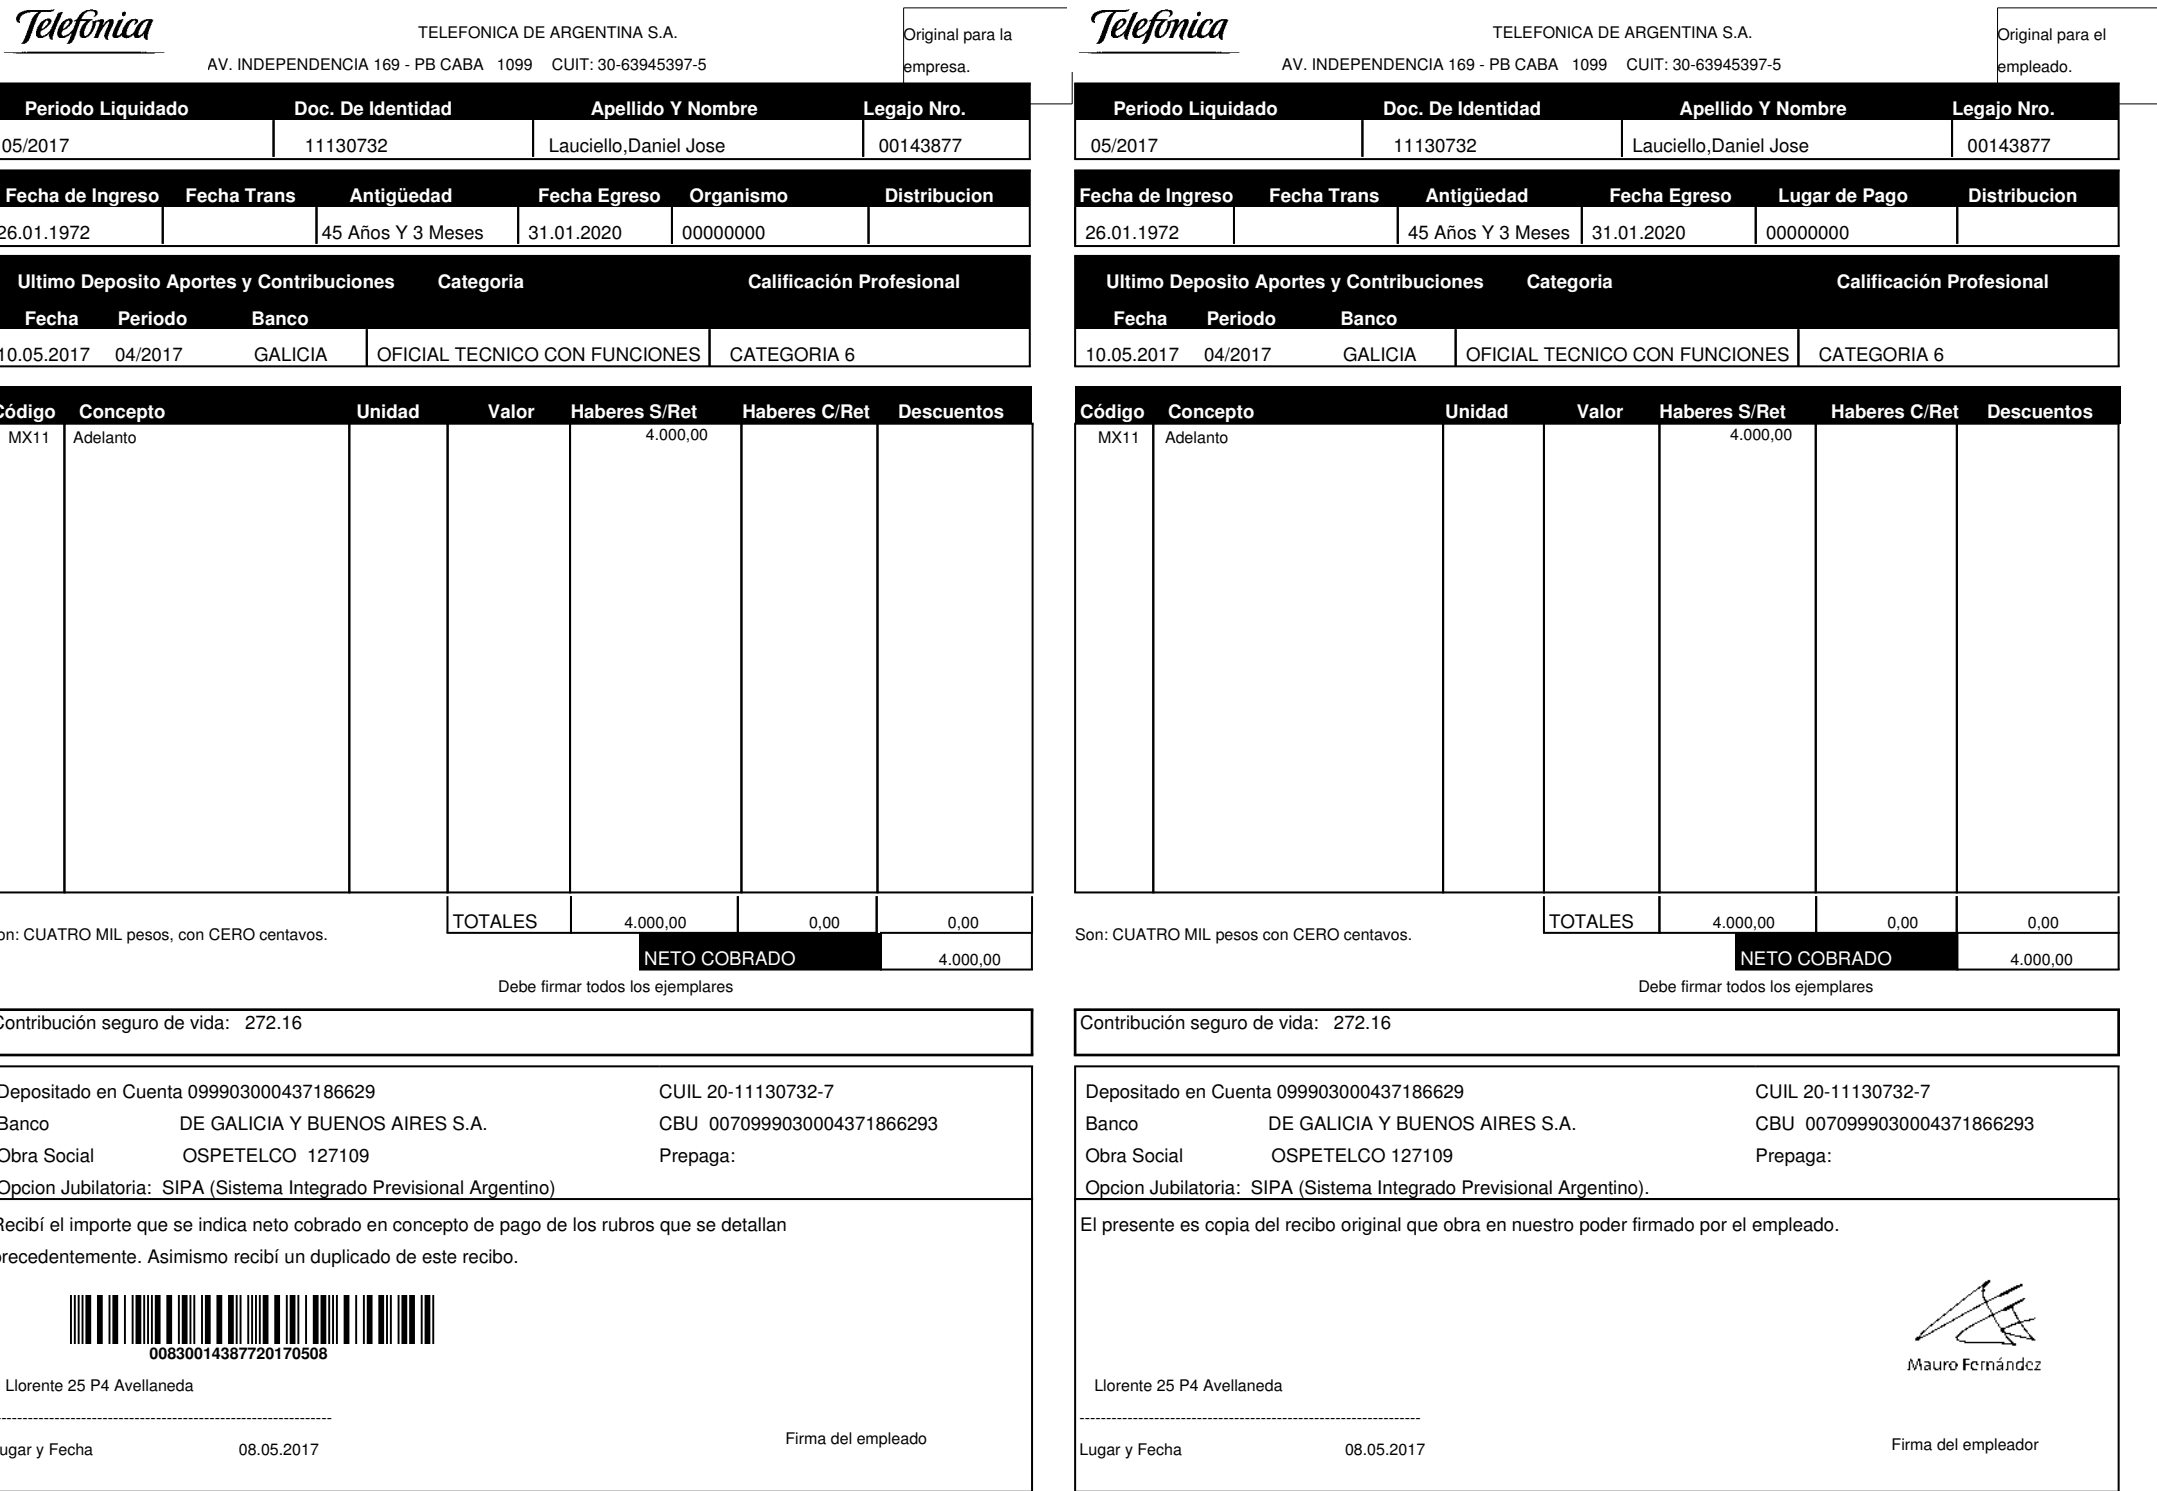 Telefonica
TELEFONICA DE ARGENTINA S.A.
Original para la
AV. INDEPENDENCIA 169 - PB CABA 1099 CUIT: 30-63945397-5
empresa.
Periodo Liquidado Doc. De Identidad Apellido Y Nombre Legajo Nro.
05/2017 11130732 Lauciello,Daniel Jose 00143877
Fecha de Ingreso Fecha Trans Antigüedad Fecha Egreso Organismo Distribucion
26.01.1972 45 Años Y 3 Meses 31.01.2020 00000000
Ultimo Deposito Aportes y Contribuciones Categoria Calificación Profesional
Fecha Periodo Banco
10.05.2017 04/2017 GALICIA OFICIAL TECNICO CON FUNCIONES CATEGORIA 6
Código Concepto Unidad Valor Haberes S/Ret Haberes C/Ret Descuentos
MX11 Adelanto 4.000,00
TOTALES 4.000,00 0,00 0,00
on: CUATRO MIL pesos, con CERO centavos.
NETO COBRADO 4.000,00
Debe firmar todos los ejemplares
Contribución seguro de vida: 272.16
Depositado en Cuenta 099903000437186629 CUIL 20-11130732-7
Banco DE GALICIA Y BUENOS AIRES S.A. CBU 0070999030004371866293
Obra Social OSPETELCO 127109 Prepaga:
Opcion Jubilatoria: SIPA (Sistema Integrado Previsional Argentino)
Recibí el importe que se indica neto cobrado en concepto de pago de los rubros que se detallan
precedentemente. Asimismo recibí un duplicado de este recibo.
00830014387720170508
Llorente 25 P4 Avellaneda
Firma del empleado
ugar y Fecha 08.05.2017
Telefonica
TELEFONICA DE ARGENTINA S.A.
Original para el
AV. INDEPENDENCIA 169 - PB CABA 1099 CUIT: 30-63945397-5
empleado.
Periodo Liquidado Doc. De Identidad Apellido Y Nombre Legajo Nro.
05/2017 11130732 Lauciello,Daniel Jose 00143877
Fecha de Ingreso Fecha Trans Antigüedad Fecha Egreso Lugar de Pago Distribucion
26.01.1972 45 Años Y 3 Meses 31.01.2020 00000000
Ultimo Deposito Aportes y Contribuciones Categoria Calificación Profesional
Fecha Periodo Banco
10.05.2017 04/2017 GALICIA OFICIAL TECNICO CON FUNCIONES CATEGORIA 6
Código Concepto Unidad Valor Haberes S/Ret Haberes C/Ret Descuentos
MX11 Adelanto 4.000,00
TOTALES 4.000,00 0,00 0,00
Son: CUATRO MIL pesos con CERO centavos.
NETO COBRADO 4.000,00
Debe firmar todos los ejemplares
Contribución seguro de vida: 272.16
Depositado en Cuenta 099903000437186629 CUIL 20-11130732-7
Banco DE GALICIA Y BUENOS AIRES S.A. CBU 0070999030004371866293
Obra Social OSPETELCO 127109 Prepaga:
Opcion Jubilatoria: SIPA (Sistema Integrado Previsional Argentino).
El presente es copia del recibo original que obra en nuestro poder firmado por el empleado.
Mauro Fernández
Llorente 25 P4 Avellaneda
Firma del empleador
Lugar y Fecha 08.05.2017